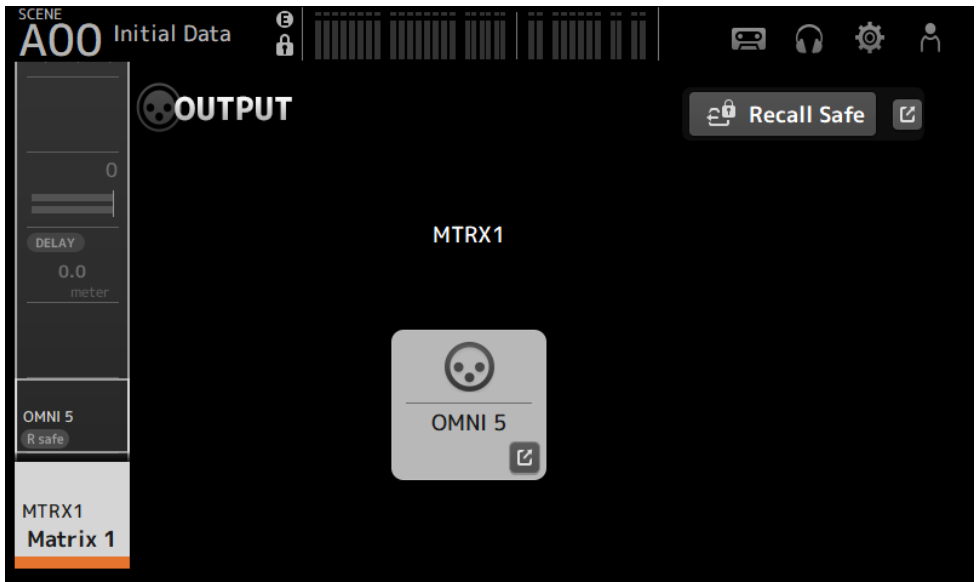 SCENE
A00 Initial Data
E
OUTPUT
Recall Safe
0
DELAY
0.0
meter
MTRX1
OMNI 5
OMNI 5
R safe
MTRX1
Matrix 1